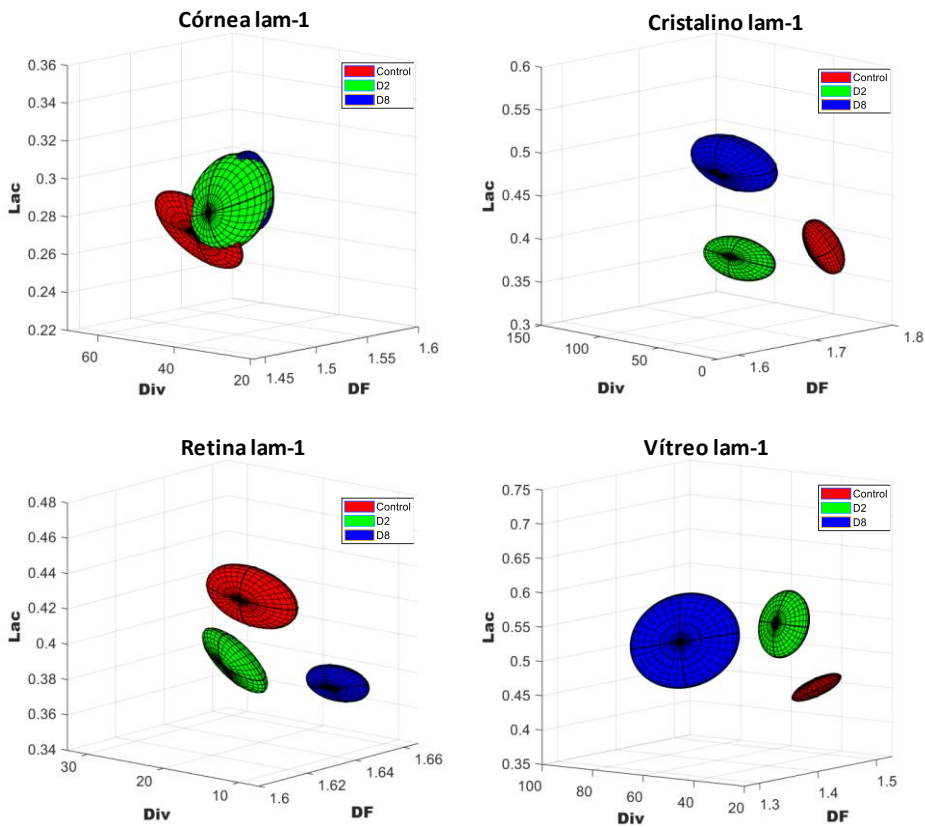 Córnea lam-1
0.36
0.34
0.32
0.3
0.28
0.26
0.24
0.22
Lac
60
40
20
Div
1.45
1.5
1.55
1.6
DF
Control
D2
D8
Cristalino lam-1
0.6
0.55
0.5
0.45
0.4
0.35
0.3
Lac
150
100
50
0
Div
1.6
1.7
1.8
DF
Control
D2
D8
Retina lam-1
0.48
0.46
0.44
0.42
0.4
0.38
0.36
0.34
Lac
30
20
10
Div
1.6
1.62
1.64
1.66
DF
Control
D2
D8
Vítreo lam-1
0.75
0.7
0.65
0.6
0.55
0.5
0.45
0.4
0.35
Lac
100
80
60
40
20
Div
1.3
1.4
1.5
DF
Control
D2
D8